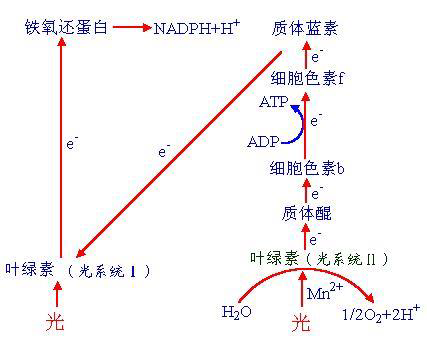 铁氧还蛋白 NADPH+H⁺ 质体蓝素
e⁻
细胞色素f
ATP
e⁻
e⁻ e⁻
ADP
细胞色素b
e⁻
质体醌
e⁻
叶绿素（光系统Ⅰ） 叶绿素（光系统Ⅱ）
Mn²⁺
光 H₂O 光 1/2O₂+2H⁺